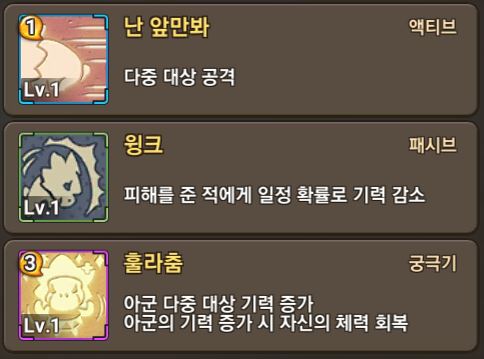 1
난 앞만봐
액티브
다중 대상 공격
Lv.1
윙크
패시브
피해를 준 적에게 일정 확률로 기력 감소
Lv.1
3
훌라춤
궁극기
아군 다중 대상 기력 증가
아군의 기력 증가 시 자신의 체력 회복
Lv.1